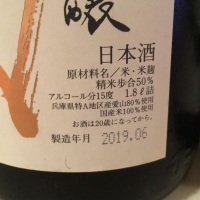 醸
日本酒
原材料名／米・米麹
精米歩合50%
アルコール分15度 1.8ℓ詰
兵庫県特A地区産愛山80%使用
国産米100%使用
お酒は20歳になってから。
製造年月 2019.06